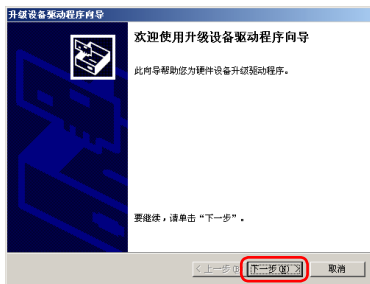 升级设备驱动程序向导
欢迎使用升级设备驱动程序向导
此向导帮助您为硬件设备升级驱动程序。
要继续，请单击“下一步”。
<上一步(B) 下一步(N) > 取消